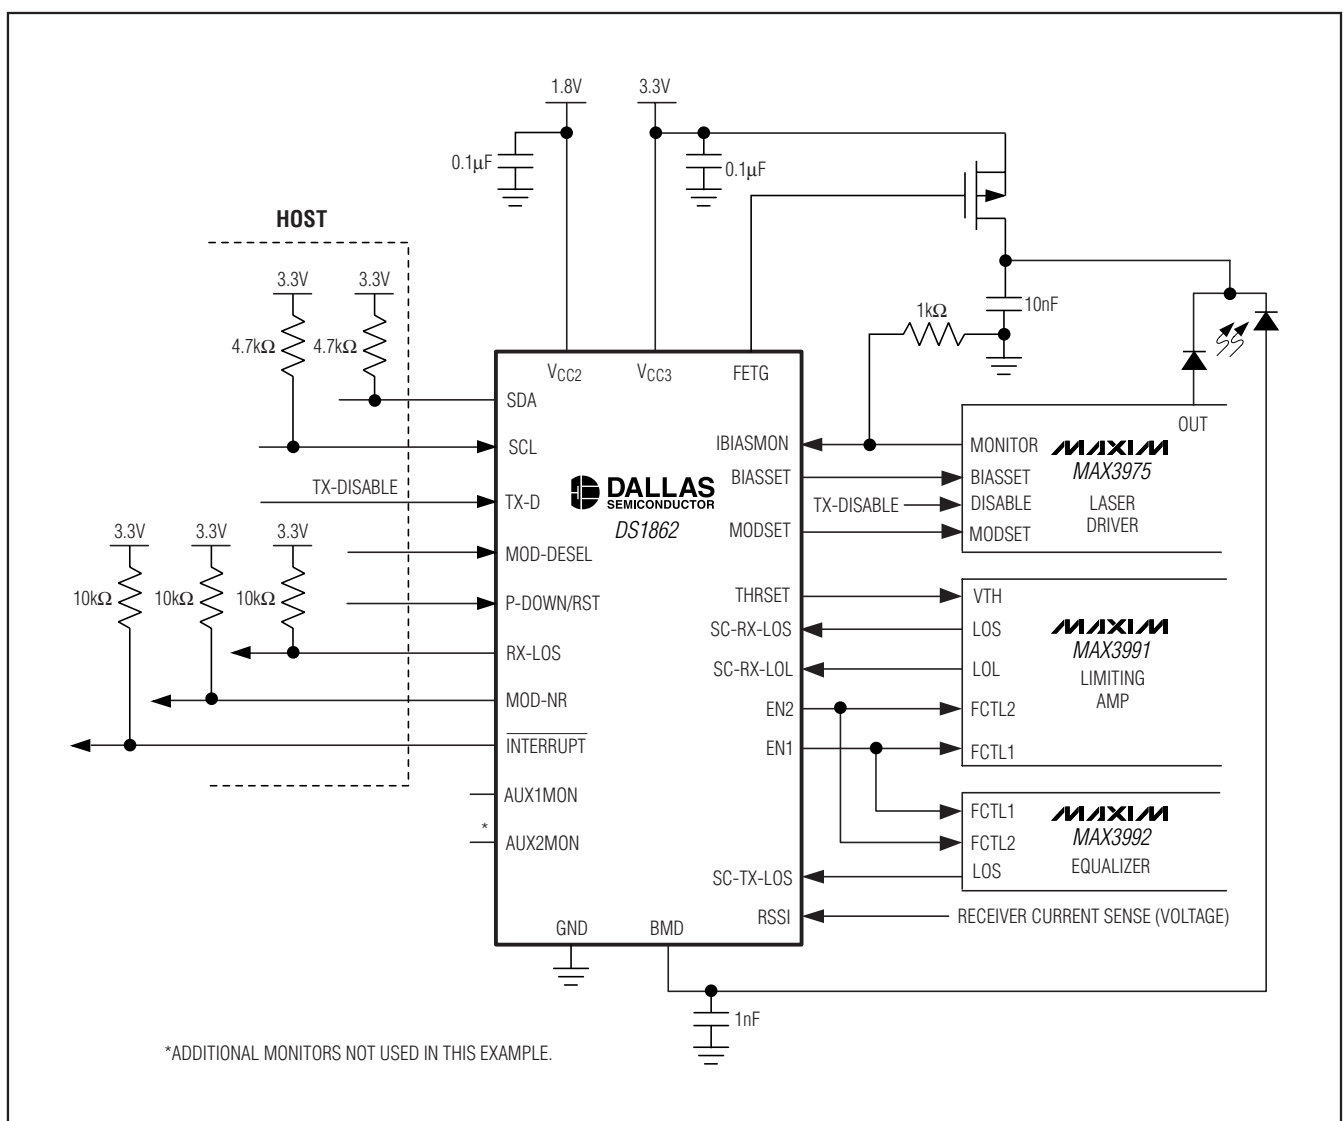 1.8V
3.3V
0.1µF
0.1µF
HOST
3.3V
3.3V
4.7kΩ
4.7kΩ
10nF
1kΩ
VCC2
VCC3
FETG
SDA
SCL
TX-DISABLE
TX-D
MOD-DESEL
P-DOWN/RST
RX-LOS
MOD-NR
INTERRUPT
AUX1MON
*
AUX2MON
3.3V
3.3V
3.3V
10kΩ
10kΩ
10kΩ
DALLAS
SEMICONDUCTOR
DS1862
IBIASMON
BIASSET
MODSET
THRSET
SC-RX-LOS
SC-RX-LOL
EN2
EN1
SC-TX-LOS
RSSI
GND
BMD
OUT
MONITOR
BIASSET
TX-DISABLE
DISABLE
MODSET
MAXIM
MAX3975
LASER
DRIVER
VTH
LOS
LOL
FCTL2
FCTL1
MAXIM
MAX3991
LIMITING
AMP
FCTL1
FCTL2
LOS
MAXIM
MAX3992
EQUALIZER
RECEIVER CURRENT SENSE (VOLTAGE)
1nF
*ADDITIONAL MONITORS NOT USED IN THIS EXAMPLE.